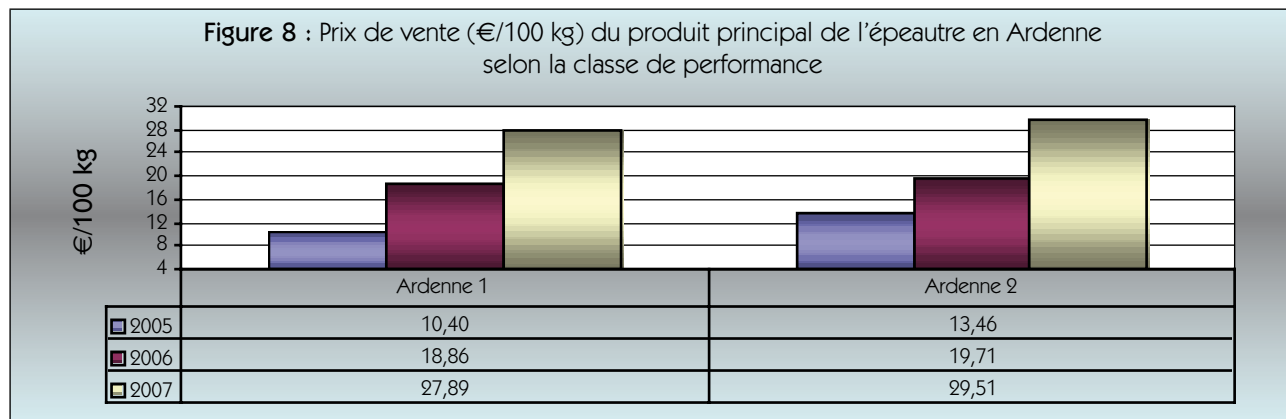 Figure 8 : Prix de vente (€/100 kg) du produit principal de l'épeautre en Ardenne
selon la classe de performance
€/100 kg
32
28
24
20
16
12
8
4
Ardenne 1 Ardenne 2
2005 10,40 13,46
2006 18,86 19,71
2007 27,89 29,51